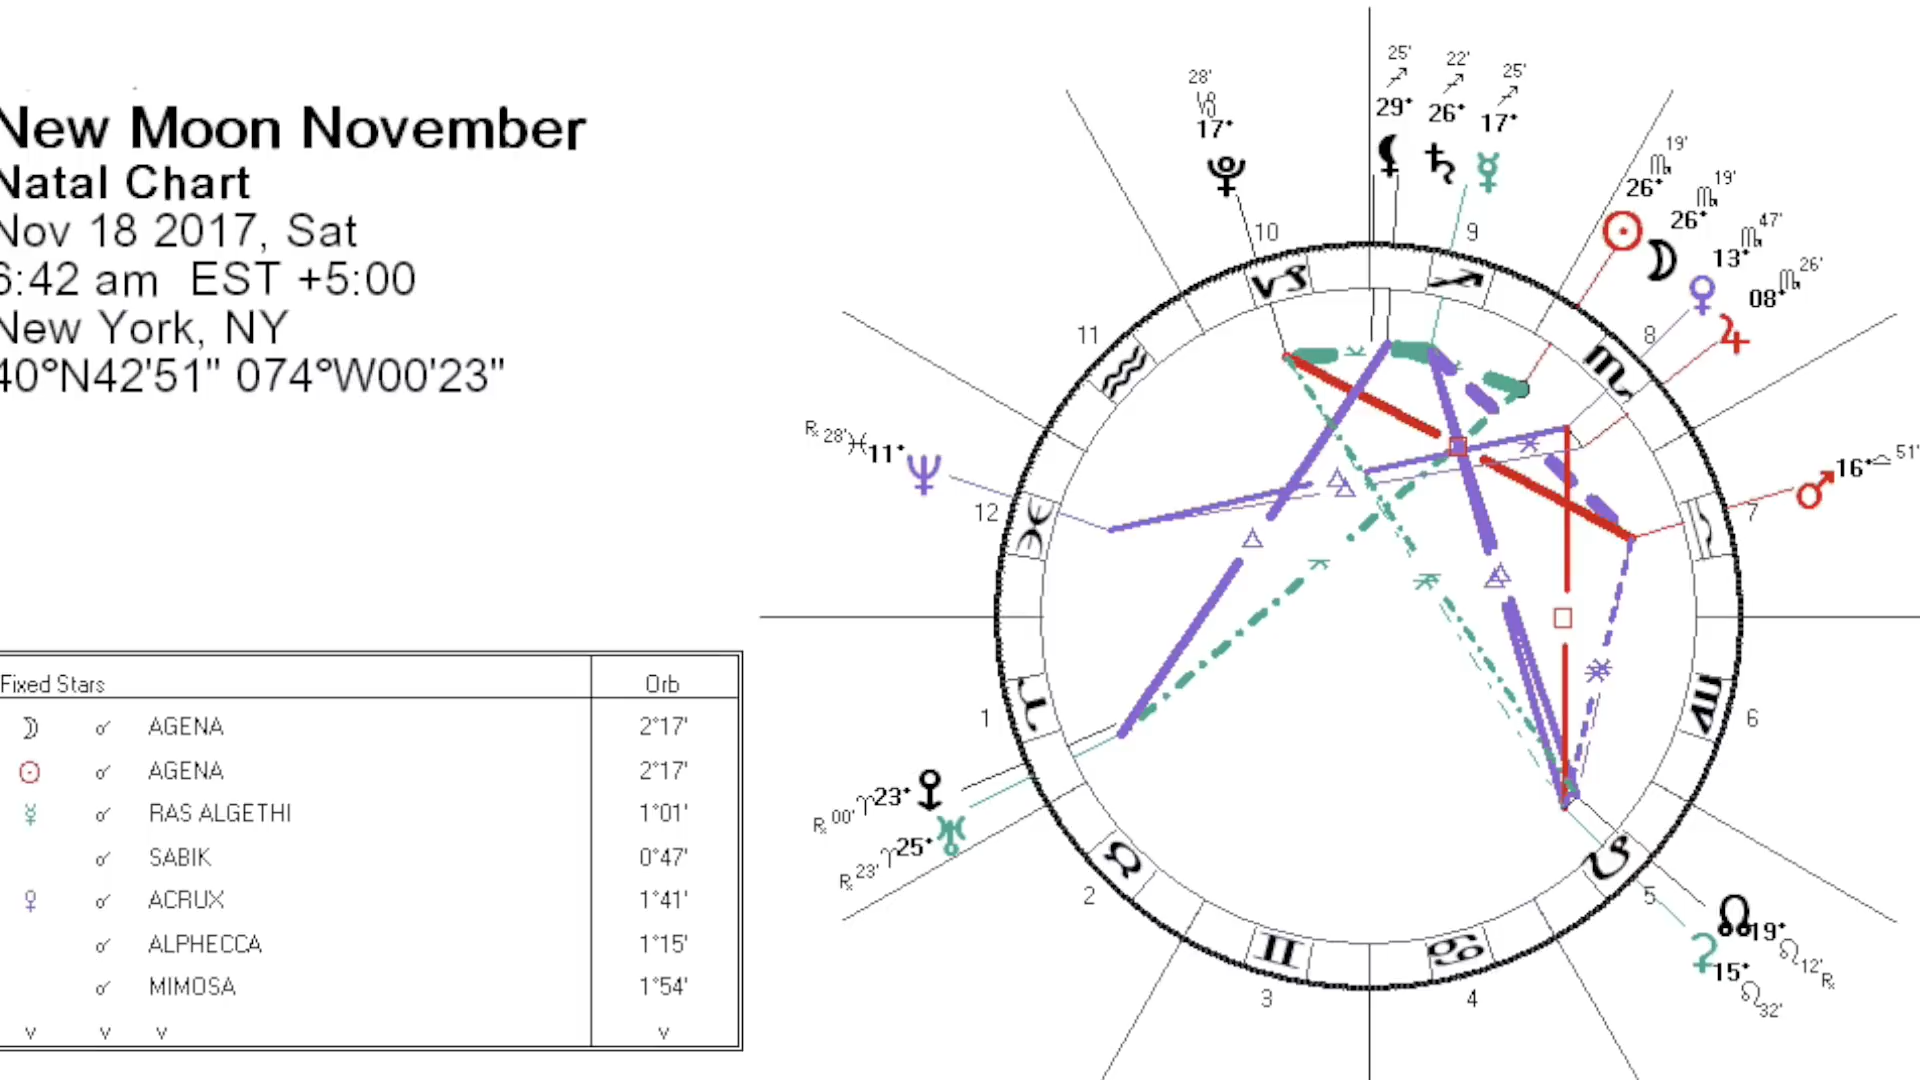 New Moon November
Natal Chart
Nov 18 2017, Sat
6:42 am EST +5:00
New York, NY
40°N42'51" 074°W00'23"
Fixed Stars Orb
☽ ☌ AGENA 2°17'
☉ ☌ AGENA 2°17'
☿ ☌ RAS ALGETHI 1°01'
☌ SABIK 0°47'
♀ ☌ ACRUX 1°41'
☌ ALPHECCA 1°15'
☌ MIMOSA 1°54'
v v v v
28' ♑ 17°
25' ♐ 29°
22' ♐ 26°
25' ♐ 17°
26° ♏ 19'
26° ♏ 19'
13° ♏ 47'
08° ♏ 26'
16° ♎ 51'
℞ 28' ♓ 11°
℞ 00' ♈ 23°
℞ 23' ♈ 25°
19° ♌ 12' ℞
15° ♌ 32'
10
9
11
8
12
7
1
6
2
5
3
4